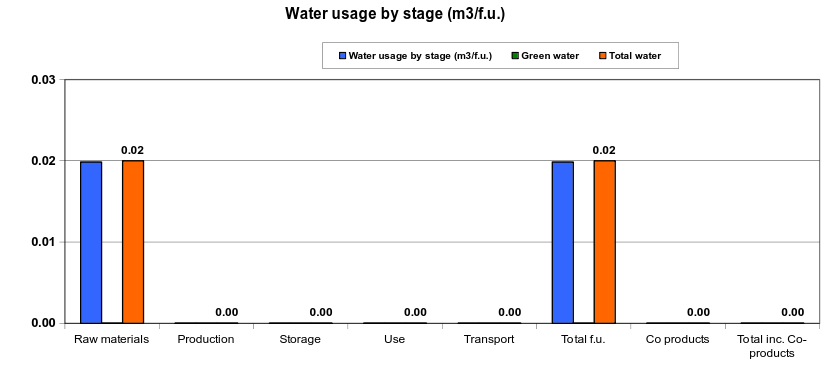 Water usage by stage (m3/f.u.)
Water usage by stage (m3/f.u.) Green water Total water
0.03
0.02
0.01
0.00
0.02 0.00 0.00 0.00 0.00 0.02 0.00 0.00
Raw materials Production Storage Use Transport Total f.u. Co products Total inc. Co-
products